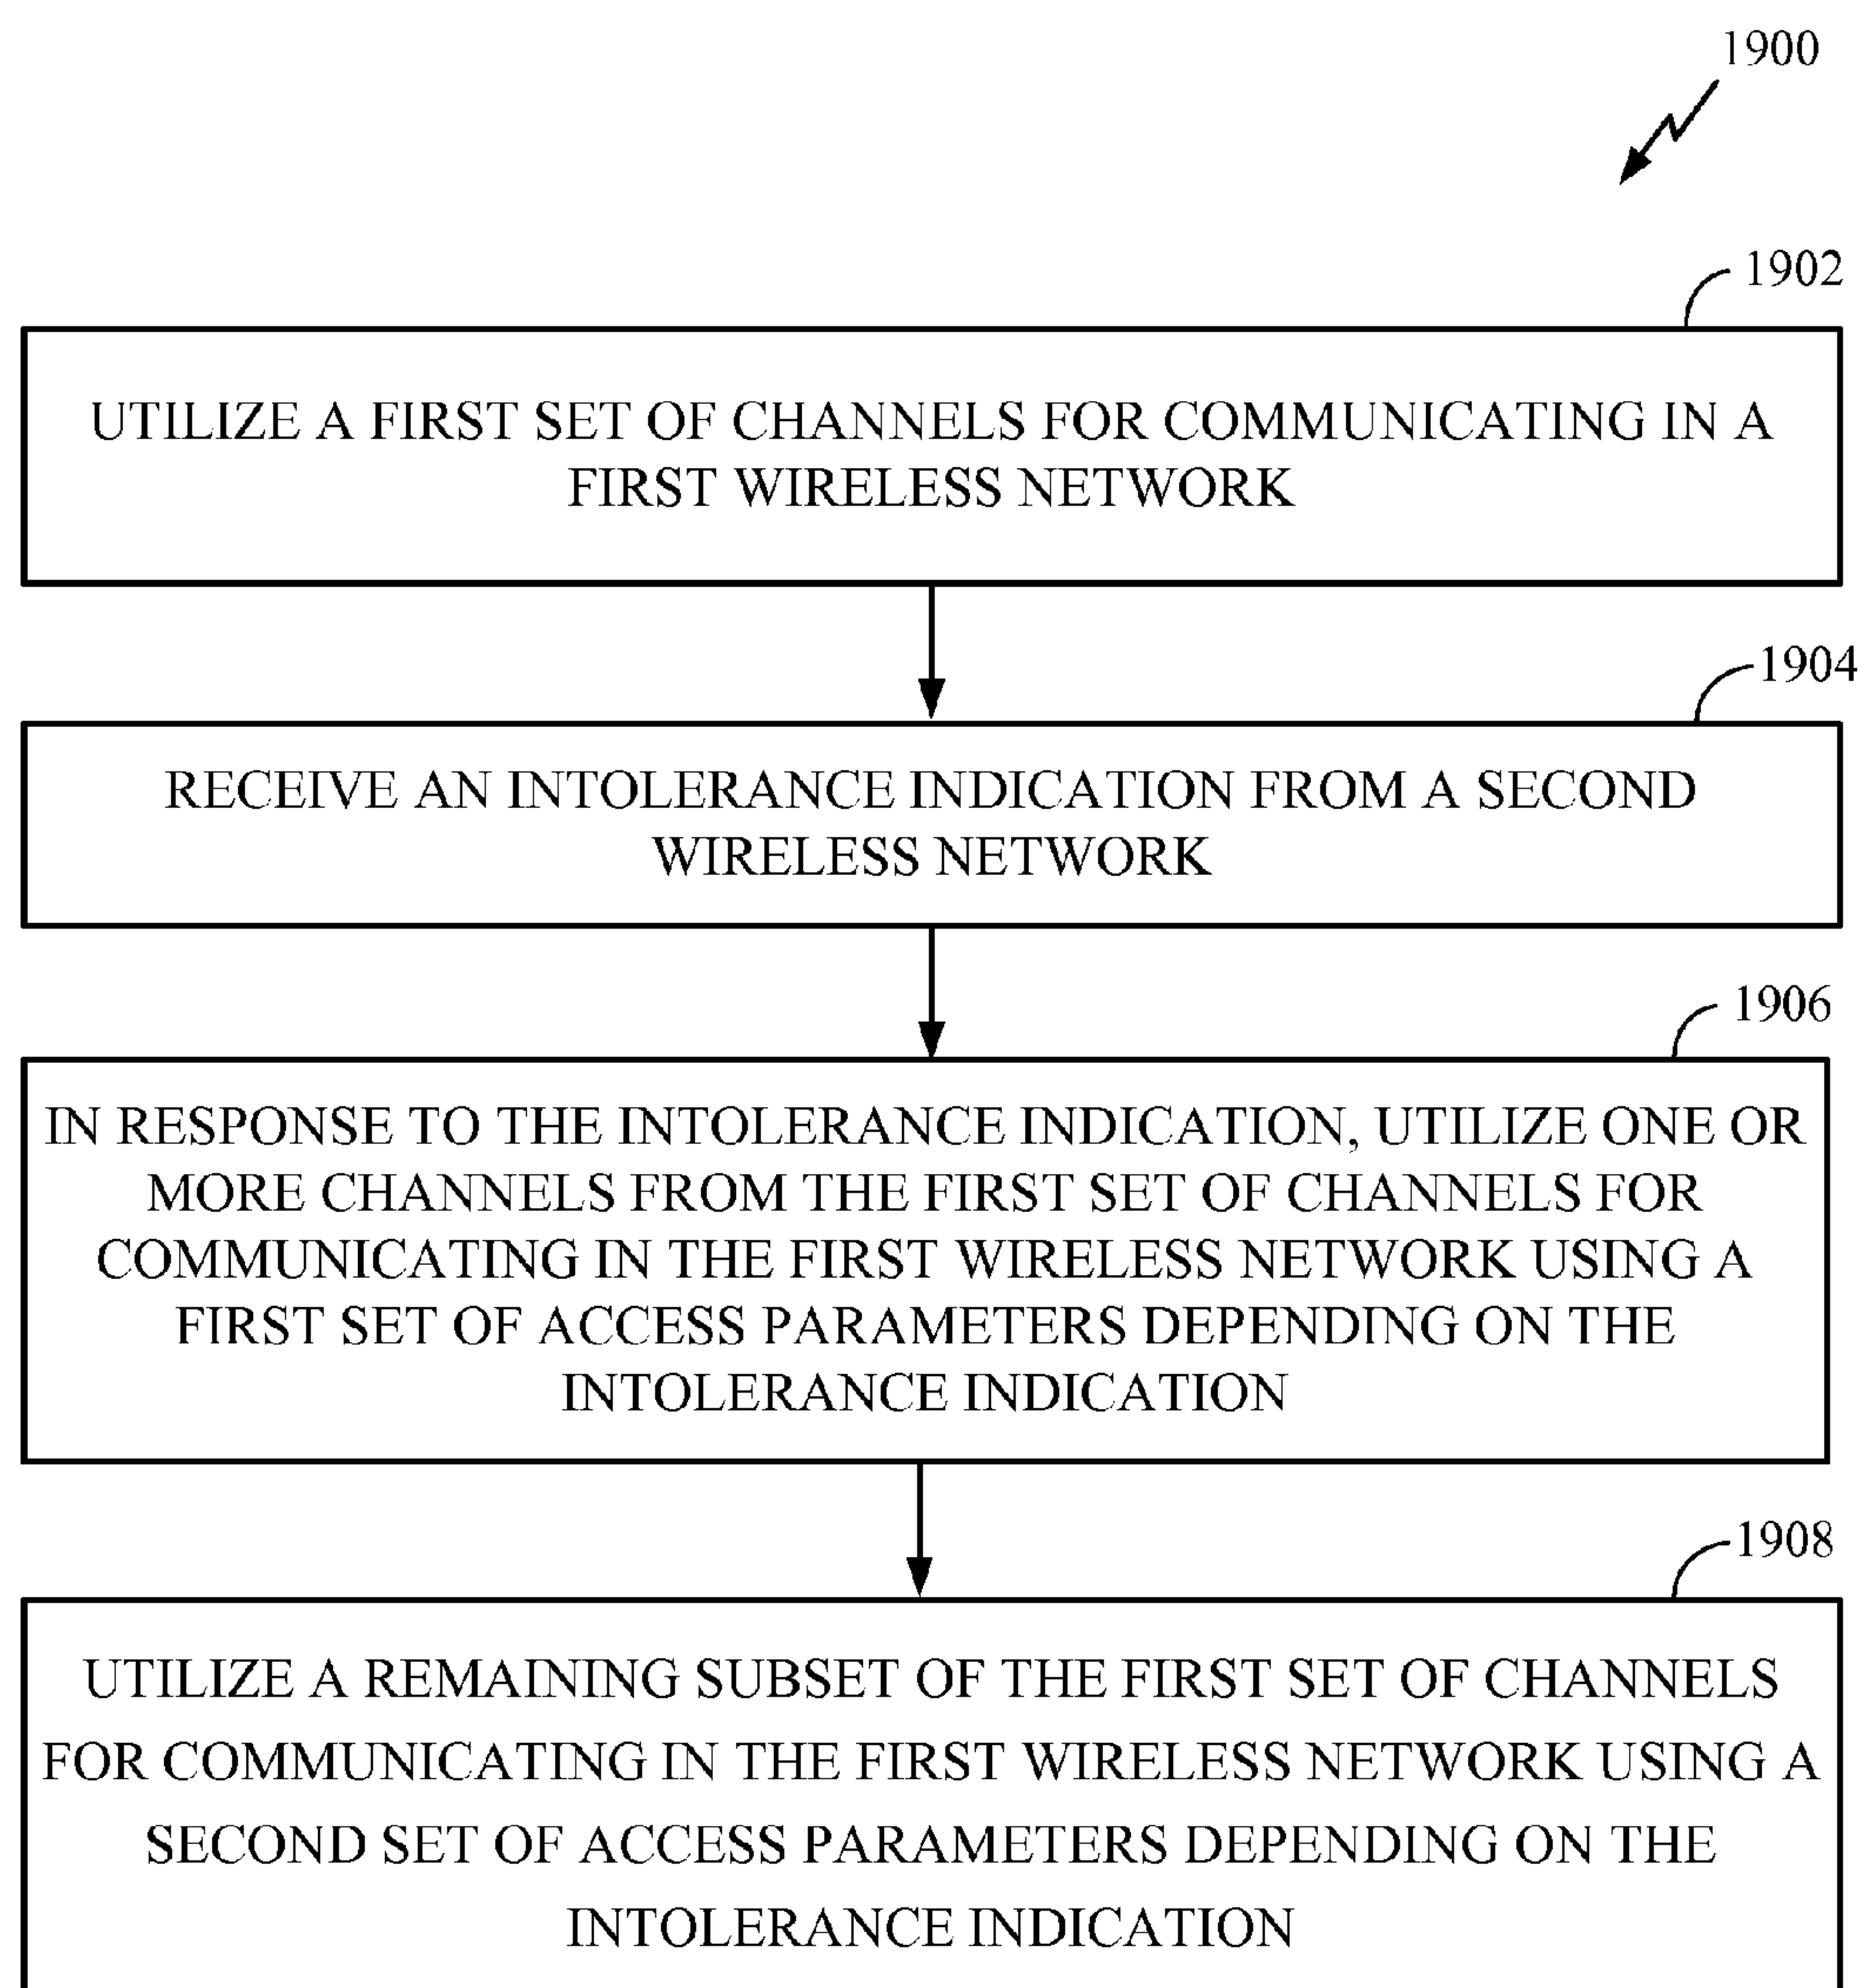 1900
1902
UTILIZE A FIRST SET OF CHANNELS FOR COMMUNICATING IN A
FIRST WIRELESS NETWORK
1904
RECEIVE AN INTOLERANCE INDICATION FROM A SECOND
WIRELESS NETWORK
1906
IN RESPONSE TO THE INTOLERANCE INDICATION, UTILIZE ONE OR
MORE CHANNELS FROM THE FIRST SET OF CHANNELS FOR
COMMUNICATING IN THE FIRST WIRELESS NETWORK USING A
FIRST SET OF ACCESS PARAMETERS DEPENDING ON THE
INTOLERANCE INDICATION
1908
UTILIZE A REMAINING SUBSET OF THE FIRST SET OF CHANNELS
FOR COMMUNICATING IN THE FIRST WIRELESS NETWORK USING A
SECOND SET OF ACCESS PARAMETERS DEPENDING ON THE
INTOLERANCE INDICATION